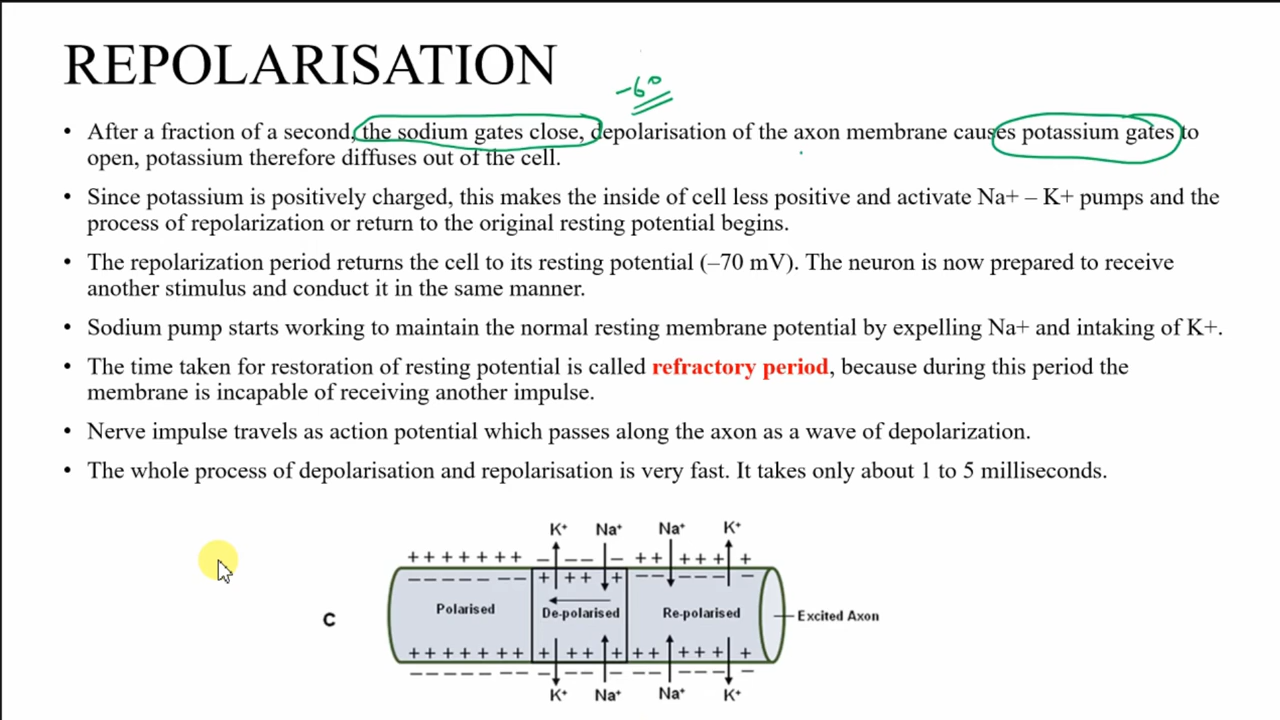 REPOLARISATION
-60
• After a fraction of a second, the sodium gates close, depolarisation of the axon membrane causes potassium gates to
open, potassium therefore diffuses out of the cell.
• Since potassium is positively charged, this makes the inside of cell less positive and activate Na+ – K+ pumps and the
process of repolarization or return to the original resting potential begins.
• The repolarization period returns the cell to its resting potential (–70 mV). The neuron is now prepared to receive
another stimulus and conduct it in the same manner.
• Sodium pump starts working to maintain the normal resting membrane potential by expelling Na+ and intaking of K+.
• The time taken for restoration of resting potential is called refractory period, because during this period the
membrane is incapable of receiving another impulse.
• Nerve impulse travels as action potential which passes along the axon as a wave of depolarization.
• The whole process of depolarisation and repolarisation is very fast. It takes only about 1 to 5 milliseconds.
K⁺ Na⁺ Na⁺ K⁺
+ + + + + + + – – – – + + + + + +
– – – – – – – + + + + – – – – – –
Polarised De-polarised Re-polarised Excited Axon
C
+ + + + + + + + + + + + + + + + +
– – – – – – – – – – – – – – –
K⁺ Na⁺ Na⁺ K⁺